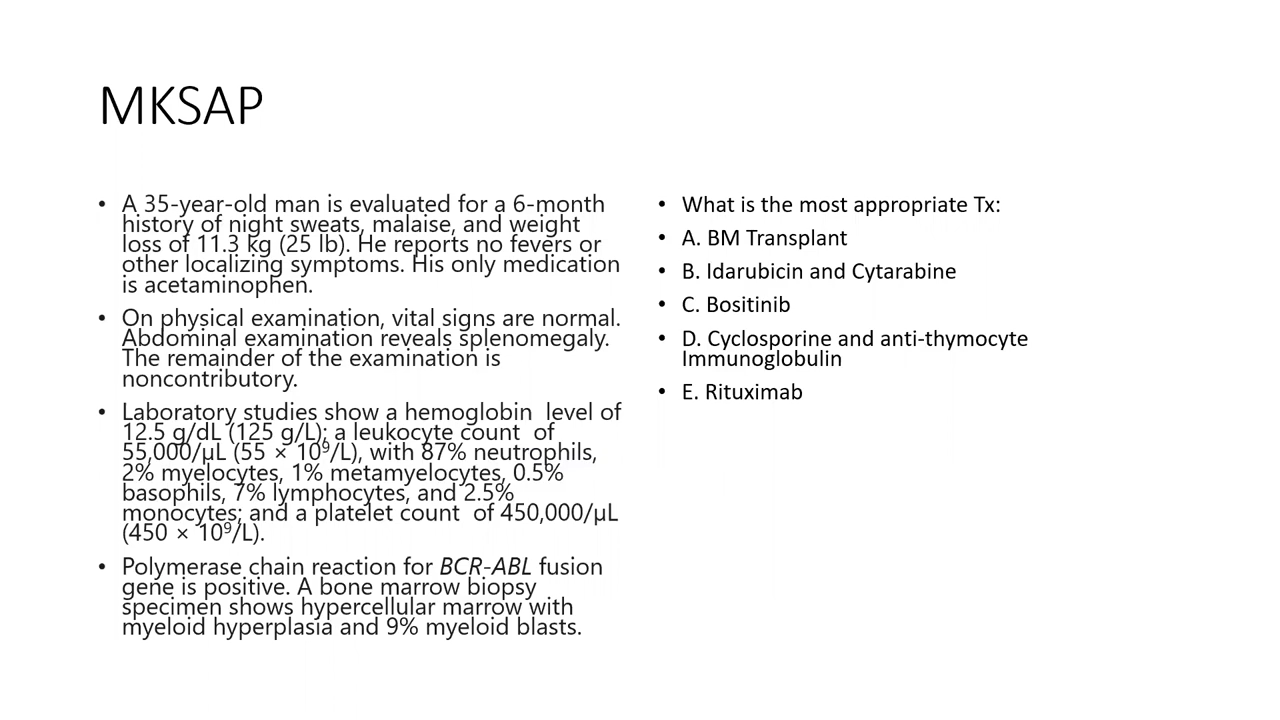 MKSAP
• A 35-year-old man is evaluated for a 6-month
history of night sweats, malaise, and weight
loss of 11.3 kg (25 lb). He reports no fevers or
other localizing symptoms. His only medication
is acetaminophen.
• On physical examination, vital signs are normal.
Abdominal examination reveals splenomegaly.
The remainder of the examination is
noncontributory.
• Laboratory studies show a hemoglobin level of
12.5 g/dL (125 g/L); a leukocyte count of
55,000/µL (55 × 10⁹/L), with 87% neutrophils,
2% myelocytes, 1% metamyelocytes, 0.5%
basophils, 7% lymphocytes, and 2.5%
monocytes; and a platelet count of 450,000/µL
(450 × 10⁹/L).
• Polymerase chain reaction for BCR-ABL fusion
gene is positive. A bone marrow biopsy
specimen shows hypercellular marrow with
myeloid hyperplasia and 9% myeloid blasts.
• What is the most appropriate Tx:
• A. BM Transplant
• B. Idarubicin and Cytarabine
• C. Bositinib
• D. Cyclosporine and anti-thymocyte
Immunoglobulin
• E. Rituximab